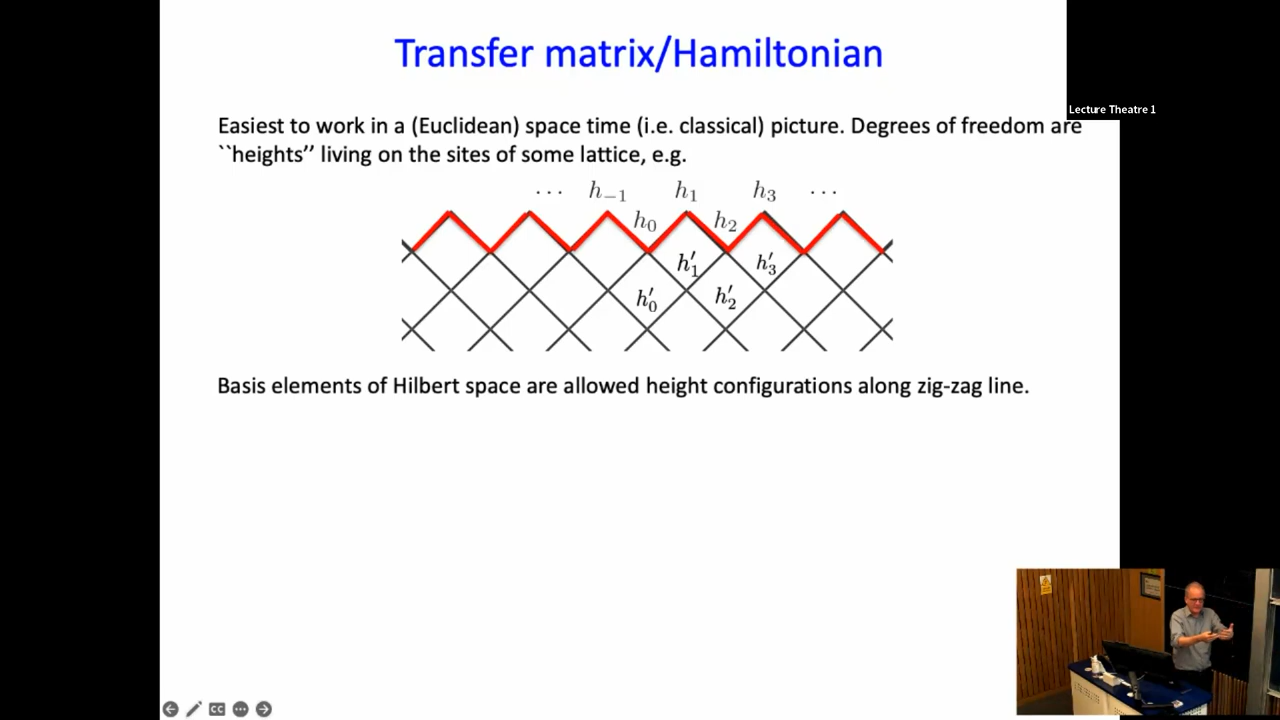 Transfer matrix/Hamiltonian
Lecture Theatre 1
Easiest to work in a (Euclidean) space time (i.e. classical) picture. Degrees of freedom are
``heights’’ living on the sites of some lattice, e.g.
⋯ h₋₁ h₁ h₃ ⋯
h₀ h₂
h′₁ h′₃
h′₀ h′₂
Basis elements of Hilbert space are allowed height configurations along zig-zag line.
CC